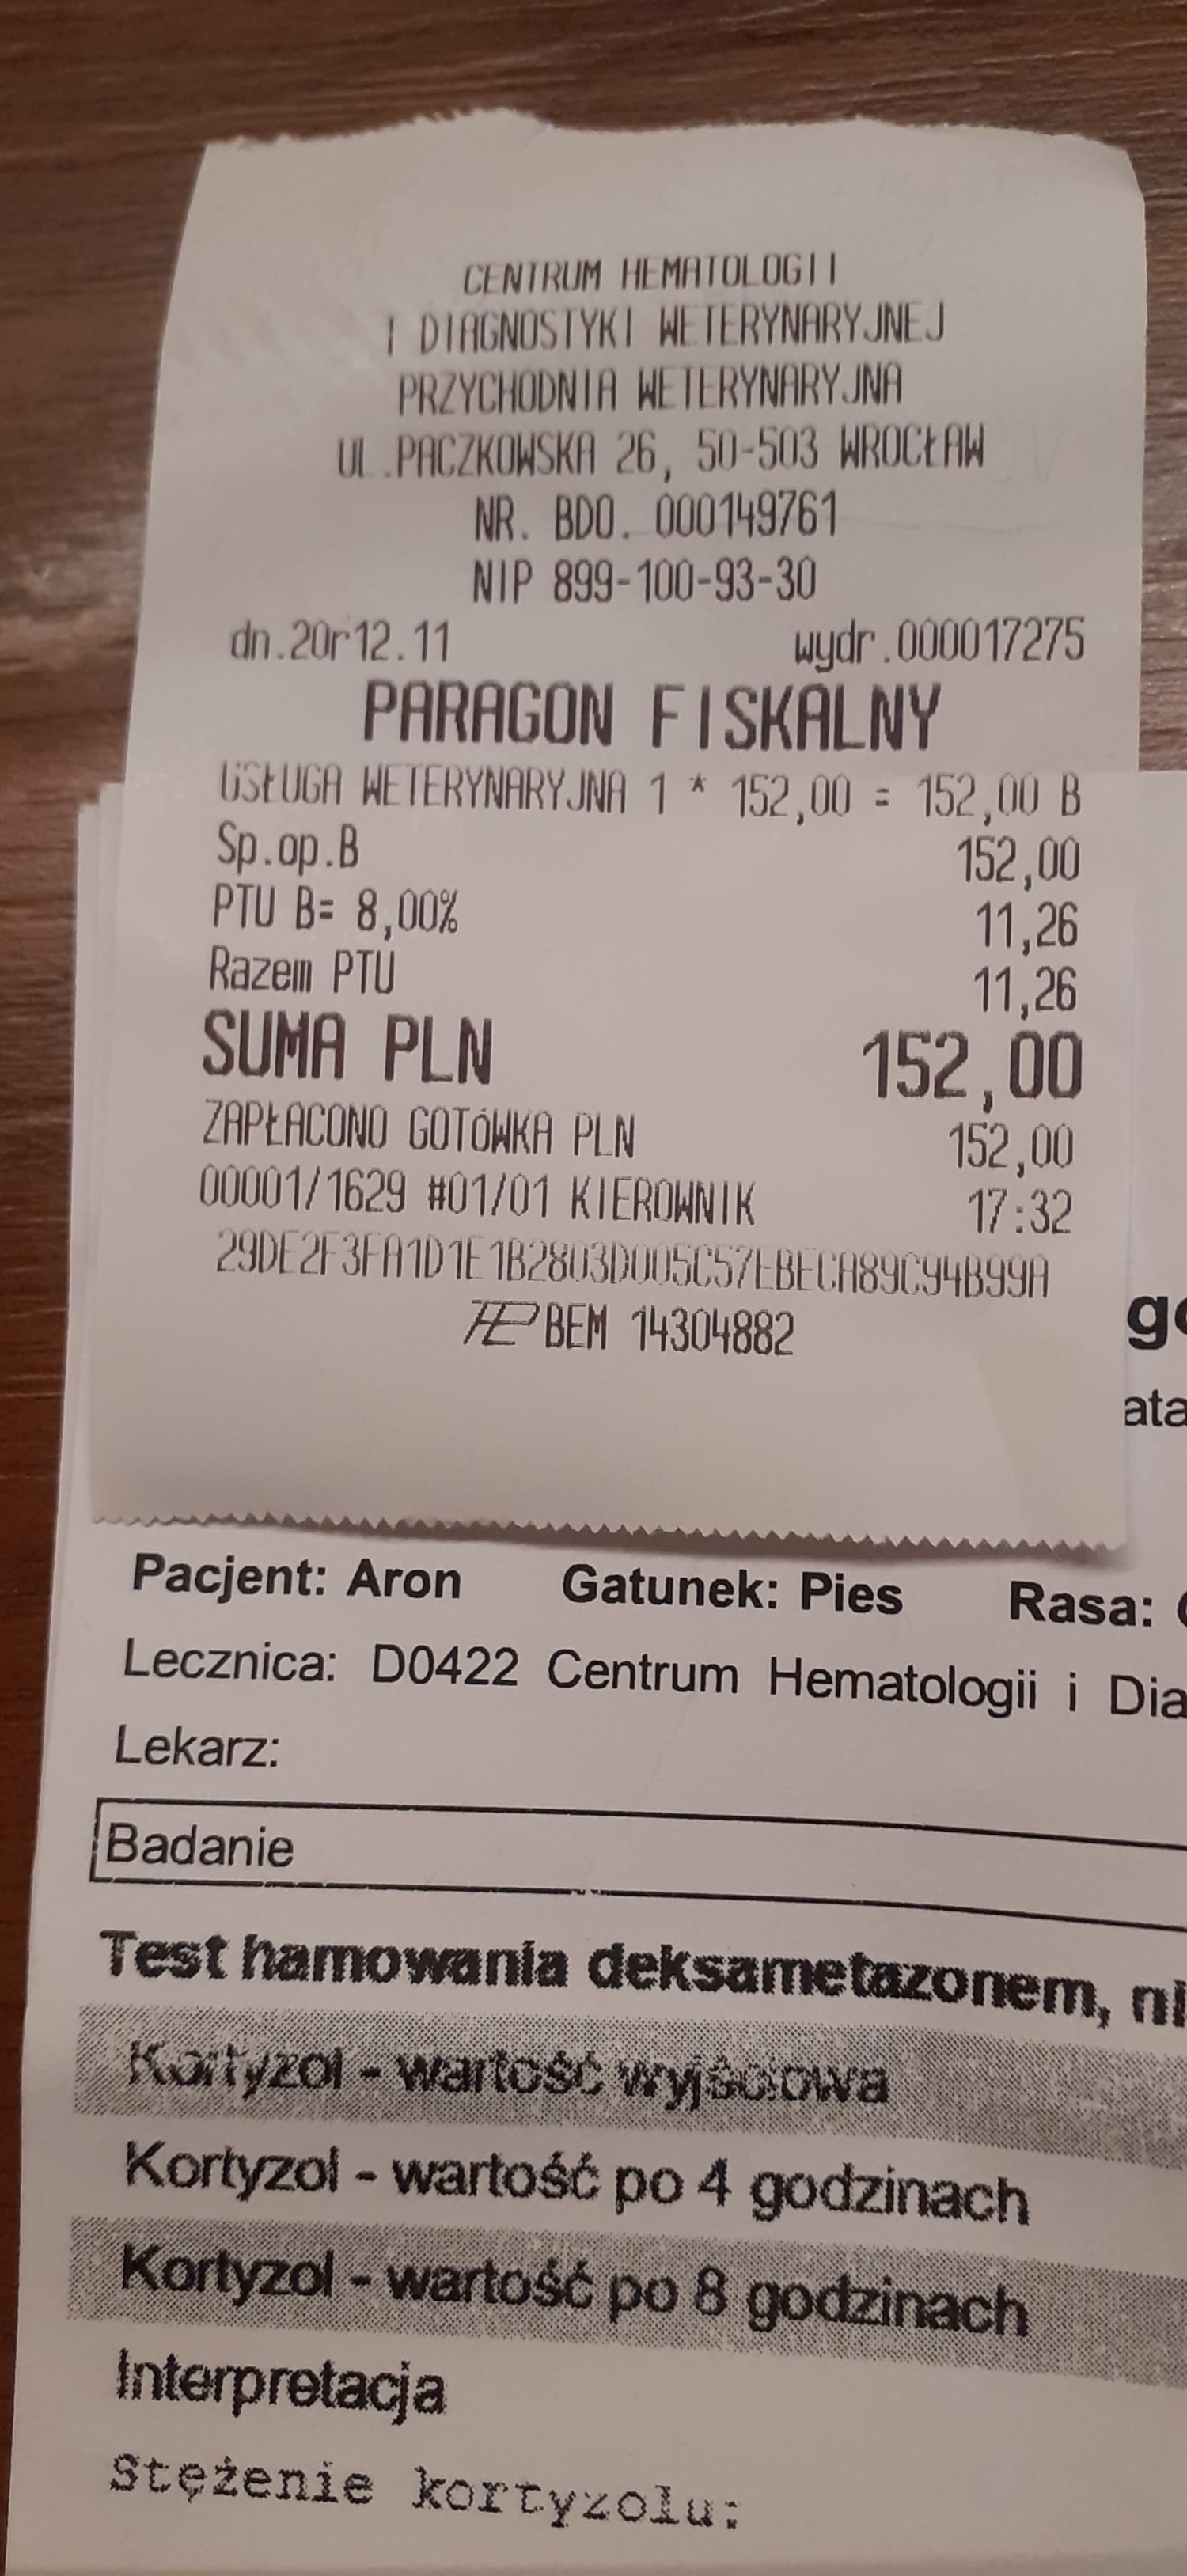 CENTRUM HEMATOLOGII
I DIAGNOSTYKI WETERYNARYJNEJ
PRZYCHODNIA WETERYNARYJNA
UL.PACZKOWSKA 26, 50-503 WROCŁAW
NR. BDO. 000149761
NIP 899-100-93-30
dn.20r12.11 wydr.000017275
PARAGON FISKALNY
USŁUGA WETERYNARYJNA 1 * 152,00 = 152,00 B
Sp.op.B 152,00
PTU B= 8,00% 11,26
Razem PTU 11,26
SUMA PLN 152,00
ZAPŁACONO GOTÓWKA PLN 152,00
00001/1629 #01/01 KIEROWNIK 17:32
29DE2F3FA1D1E1B2803D005C57EBECA89C94B99A
BEM 14304882
go
ata
Pacjent: Aron Gatunek: Pies Rasa:
Lecznica: D0422 Centrum Hematologii i Dia
Lekarz:
Badanie
Test hamowania deksametazonem, ni
Kortyzol - wartość wyjściowa
Kortyzol - wartość po 4 godzinach
Kortyzol - wartość po 8 godzinach
Interpretacja
Stężenie kortyzolu: